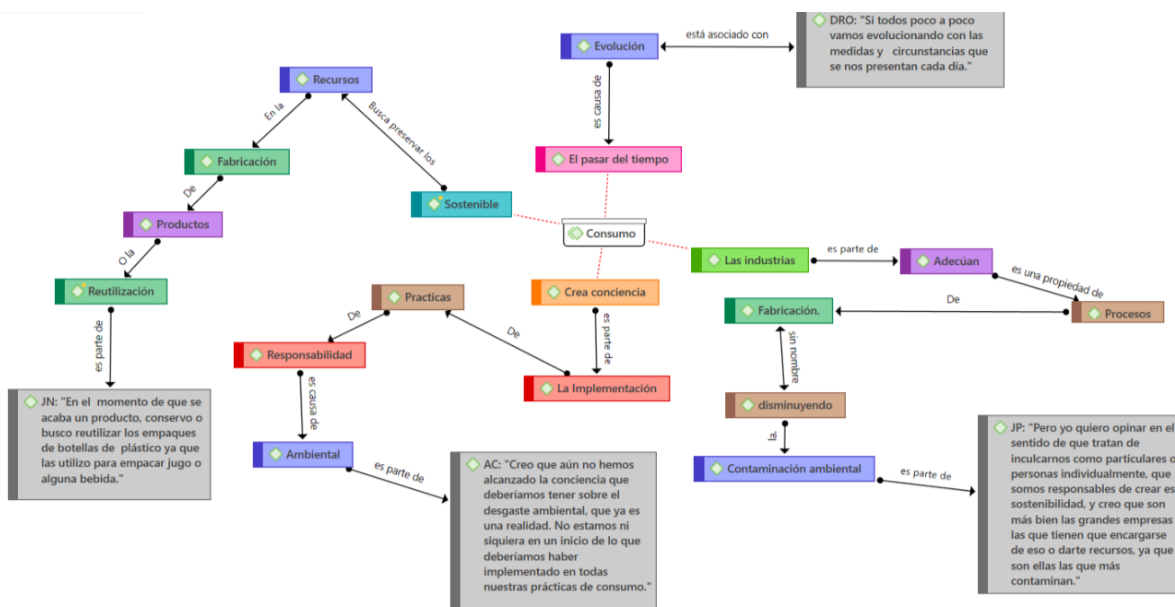 DRO: "Si todos poco a poco
vamos evolucionando con las
medidas y circunstancias que
se nos presentan cada día."
está asociado con
Evolución
es causa de
El pasar del tiempo
Recursos
En la
Busca preservar los
Fabricación
De
Productos
O la
Reutilización
es parte de
JN: "En el momento de que se
acaba un producto, conservo o
busco reutilizar los empaques
de botellas de plástico ya que
las utilizo para empacar jugo o
alguna bebida."
Sostenible
Consumo
Las industrias
es parte de
Adecúan
es una propiedad de
Procesos
De
Fabricación.
sin nombre
disminuyendo
la.
Contaminación ambiental
es parte de
JP: "Pero yo quiero opinar en el
sentido de que tratan de
inculcarnos como particulares o
personas individualmente, que
somos responsables de crear es
sostenibilidad, y creo que son
más bien las grandes empresas
las que tienen que encargarse
de eso o darte recursos, ya que
son ellas las que más
contaminan."
Crea conciencia
es parte de
La Implementación
De
Practicas
De
Responsabilidad
es causa de
Ambiental
es parte de
AC: "Creo que aún no hemos
alcanzado la conciencia que
deberíamos tener sobre el
desgaste ambiental, que ya es
una realidad. No estamos ni
siquiera en un inicio de lo que
deberíamos haber
implementado en todas
nuestras prácticas de consumo."